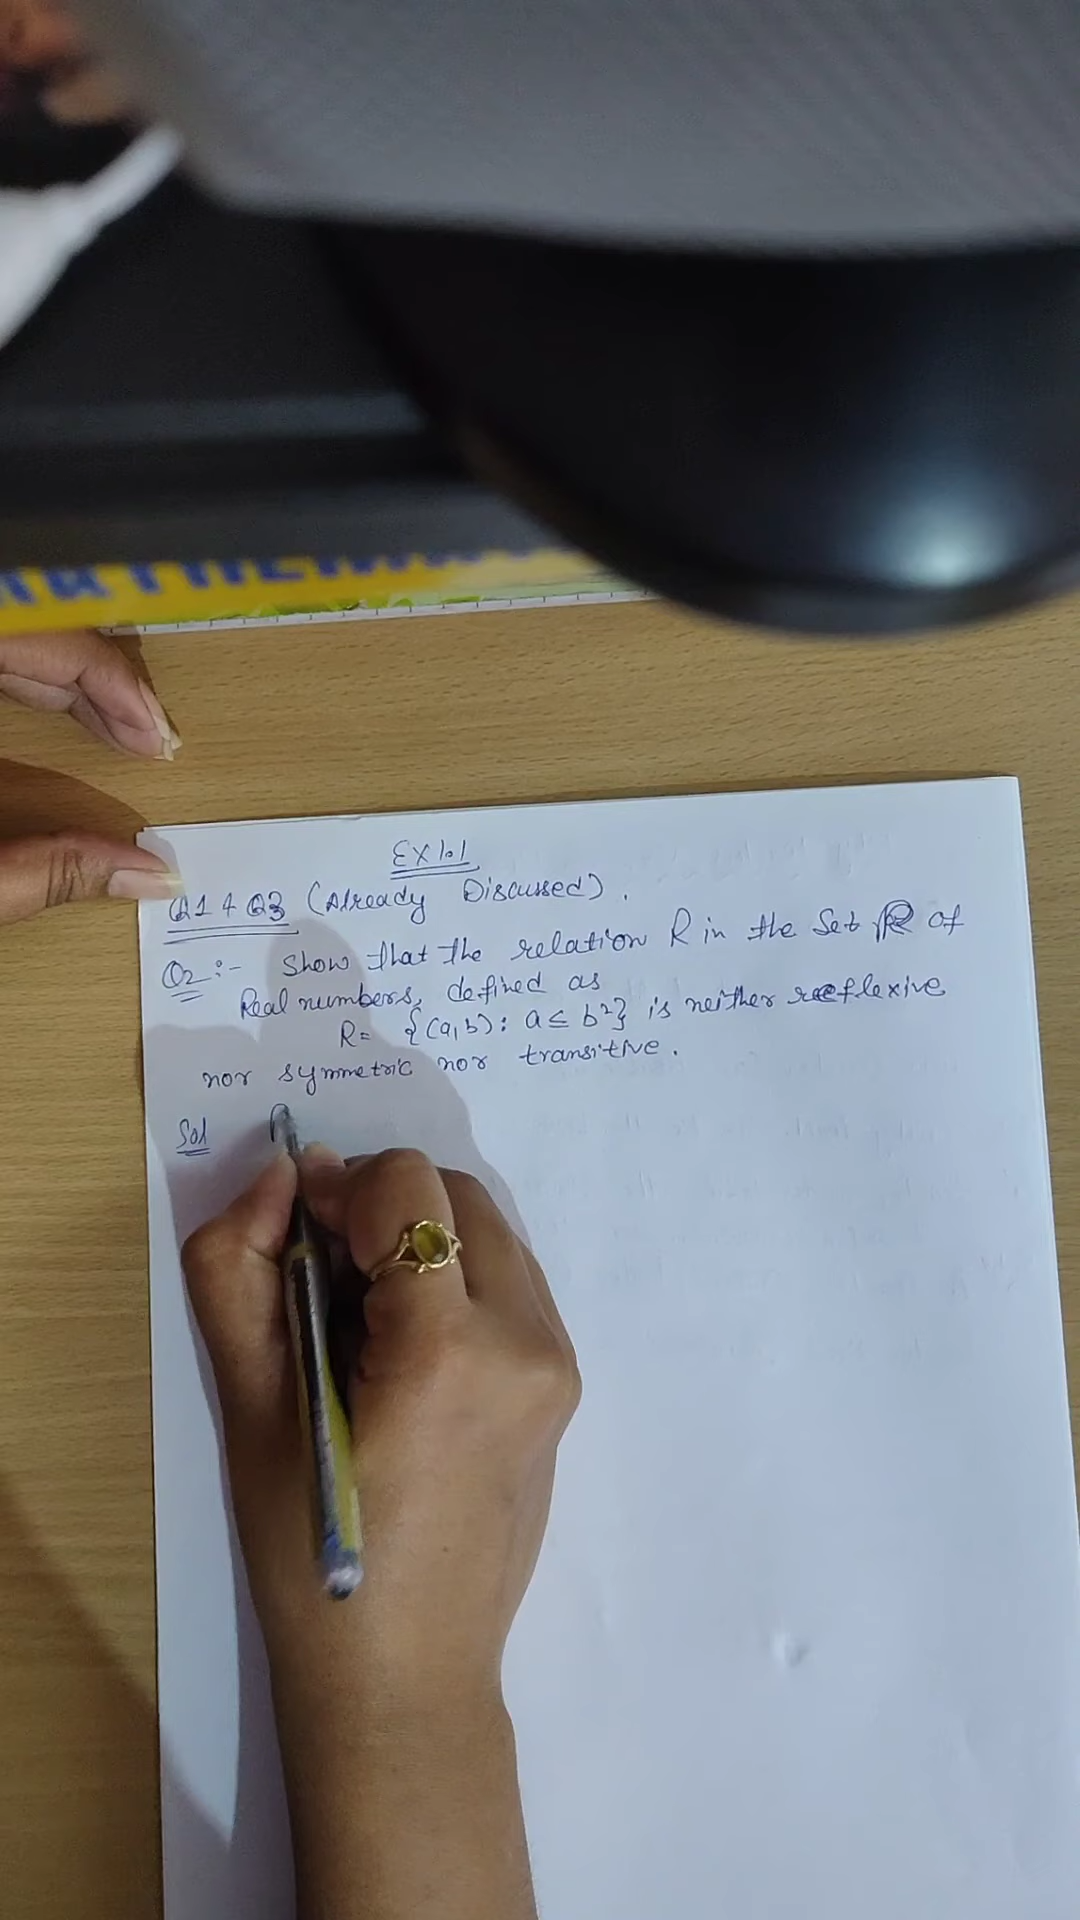 MATHEMATICS
Ex 1.1
Q1 & Q3 (Already Discussed).
Q2:- Show that the relation R in the set R of
Real numbers, defined as
R = {(a,b): a ≤ b²} is neither reeflexive
nor symmetric nor transitive.
Sol